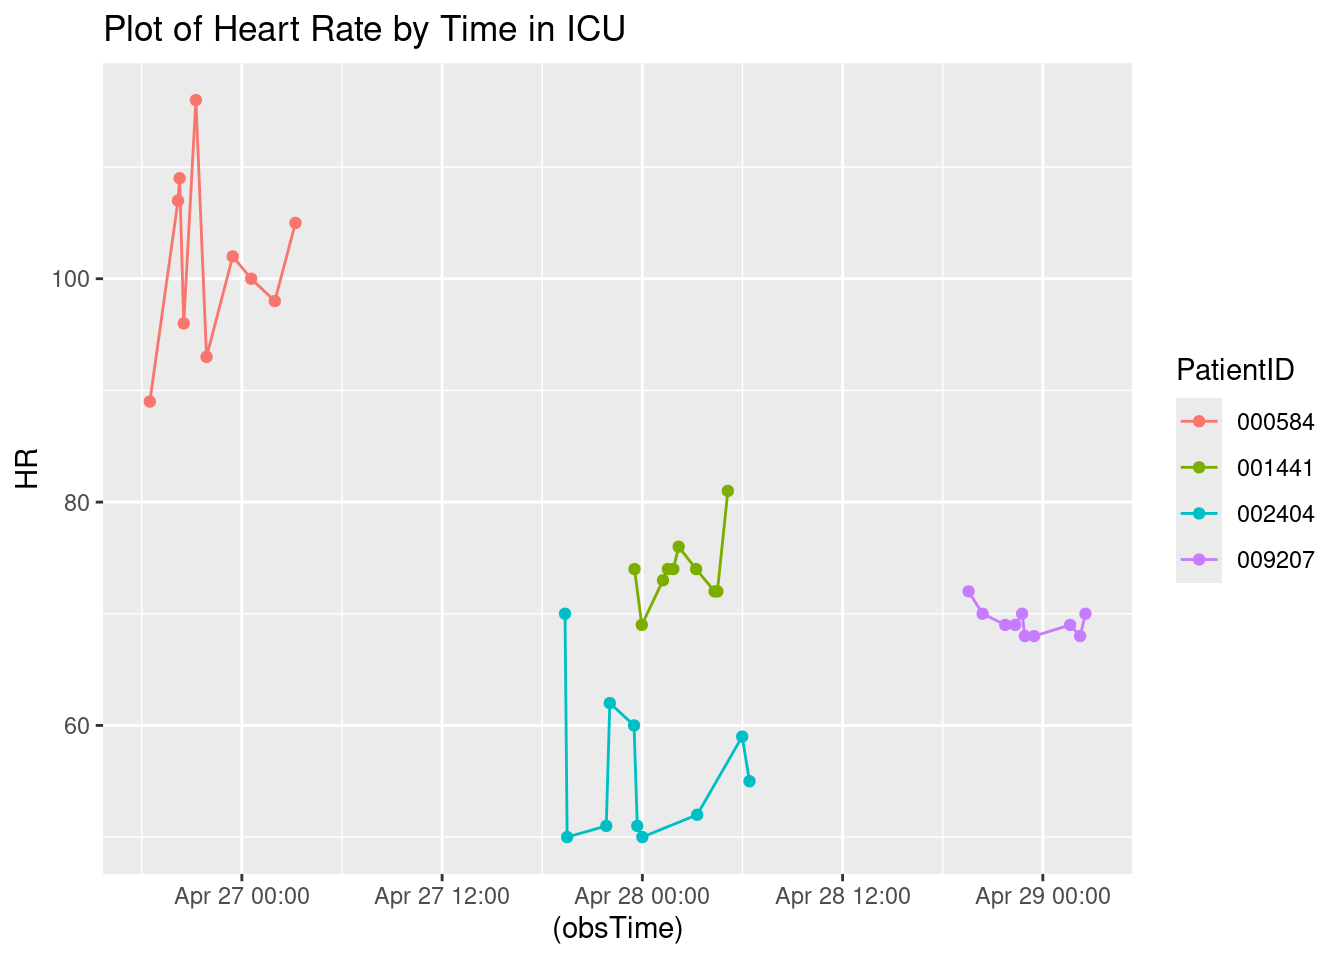 Plot of Heart Rate by Time in ICU
HR
100
80
60
Apr 27 00:00
Apr 27 12:00
Apr 28 00:00
Apr 28 12:00
Apr 29 00:00
(obsTime)
PatientID
000584
001441
002404
009207